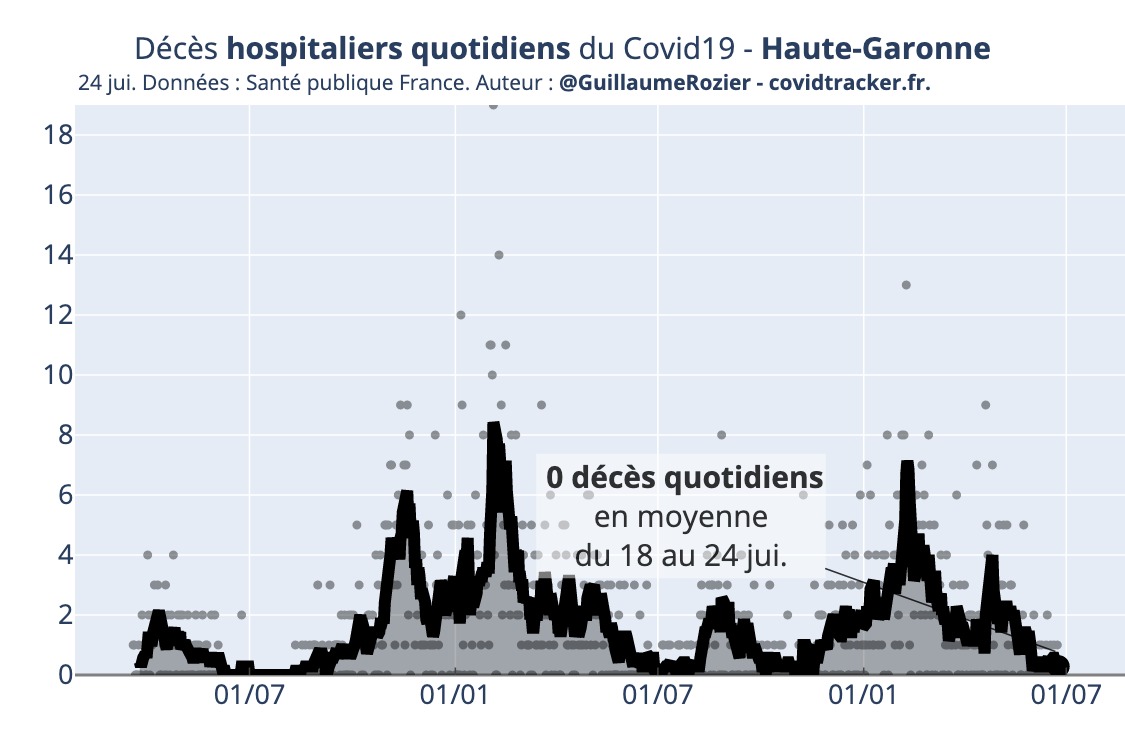 Décès hospitaliers quotidiens du Covid19 - Haute-Garonne
24 jui. Données : Santé publique France. Auteur : @GuillaumeRozier - covidtracker.fr.
18
16
14
12
10
8
6
4
2
0
0 décès quotidiens
en moyenne
du 18 au 24 jui.
01/07 01/01 01/07 01/01 01/07